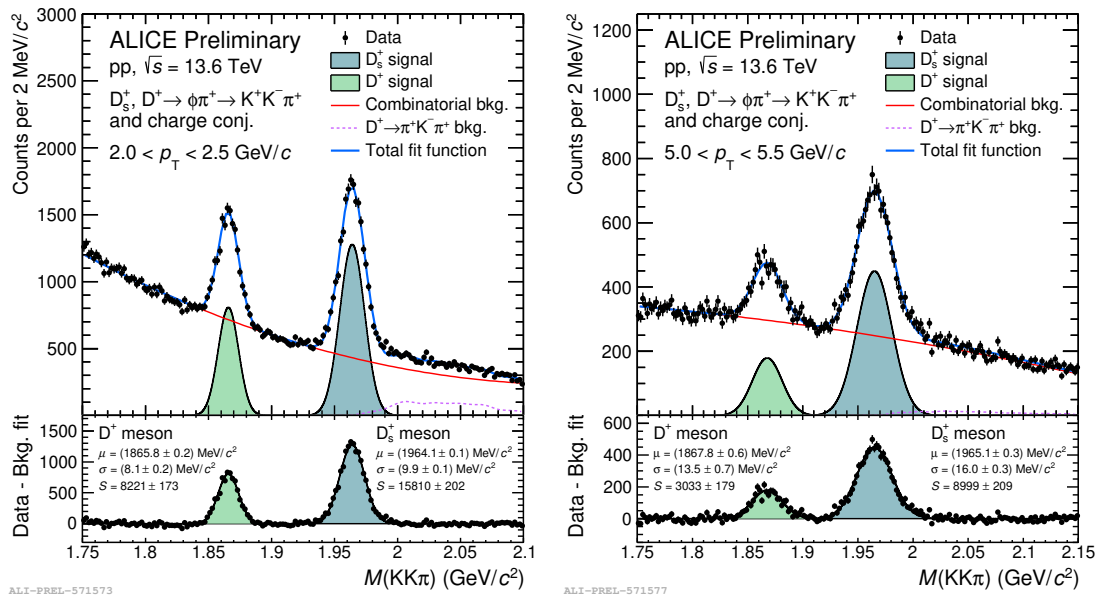 Counts per 2 MeV/c²
3000
2500
2000
1500
1000
500
ALICE Preliminary
pp, √s = 13.6 TeV
D⁺ₛ, D⁺→ φπ⁺→ K⁺K⁻π⁺
and charge conj.
2.0 < p_T < 2.5 GeV/c
Data
D⁺ₛ signal
D⁺ signal
Combinatorial bkg.
D⁺→π⁺K⁻π⁺ bkg.
Total fit function
Data - Bkg. fit
1500
1000
500
0
D⁺ meson
μ = (1865.8 ± 0.2) MeV/c²
σ = (8.1 ± 0.2) MeV/c²
S = 8221 ± 173
D⁺ₛ meson
μ = (1964.1 ± 0.1) MeV/c²
σ = (9.9 ± 0.1) MeV/c²
S = 15810 ± 202
1.75 1.8 1.85 1.9 1.95 2 2.05 2.1
M(KKπ) (GeV/c²)
ALI-PREL-571573
Counts per 2 MeV/c²
1200
1000
800
600
400
200
ALICE Preliminary
pp, √s = 13.6 TeV
D⁺ₛ, D⁺→ φπ⁺→ K⁺K⁻π⁺
and charge conj.
5.0 < p_T < 5.5 GeV/c
Data
D⁺ₛ signal
D⁺ signal
Combinatorial bkg.
D⁺→π⁺K⁻π⁺ bkg.
Total fit function
Data - Bkg. fit
600
400
200
0
D⁺ meson
μ = (1867.8 ± 0.6) MeV/c²
σ = (13.5 ± 0.7) MeV/c²
S = 3033 ± 179
D⁺ₛ meson
μ = (1965.1 ± 0.3) MeV/c²
σ = (16.0 ± 0.3) MeV/c²
S = 8999 ± 209
1.75 1.8 1.85 1.9 1.95 2 2.05 2.1 2.15
M(KKπ) (GeV/c²)
ALI-PREL-571577